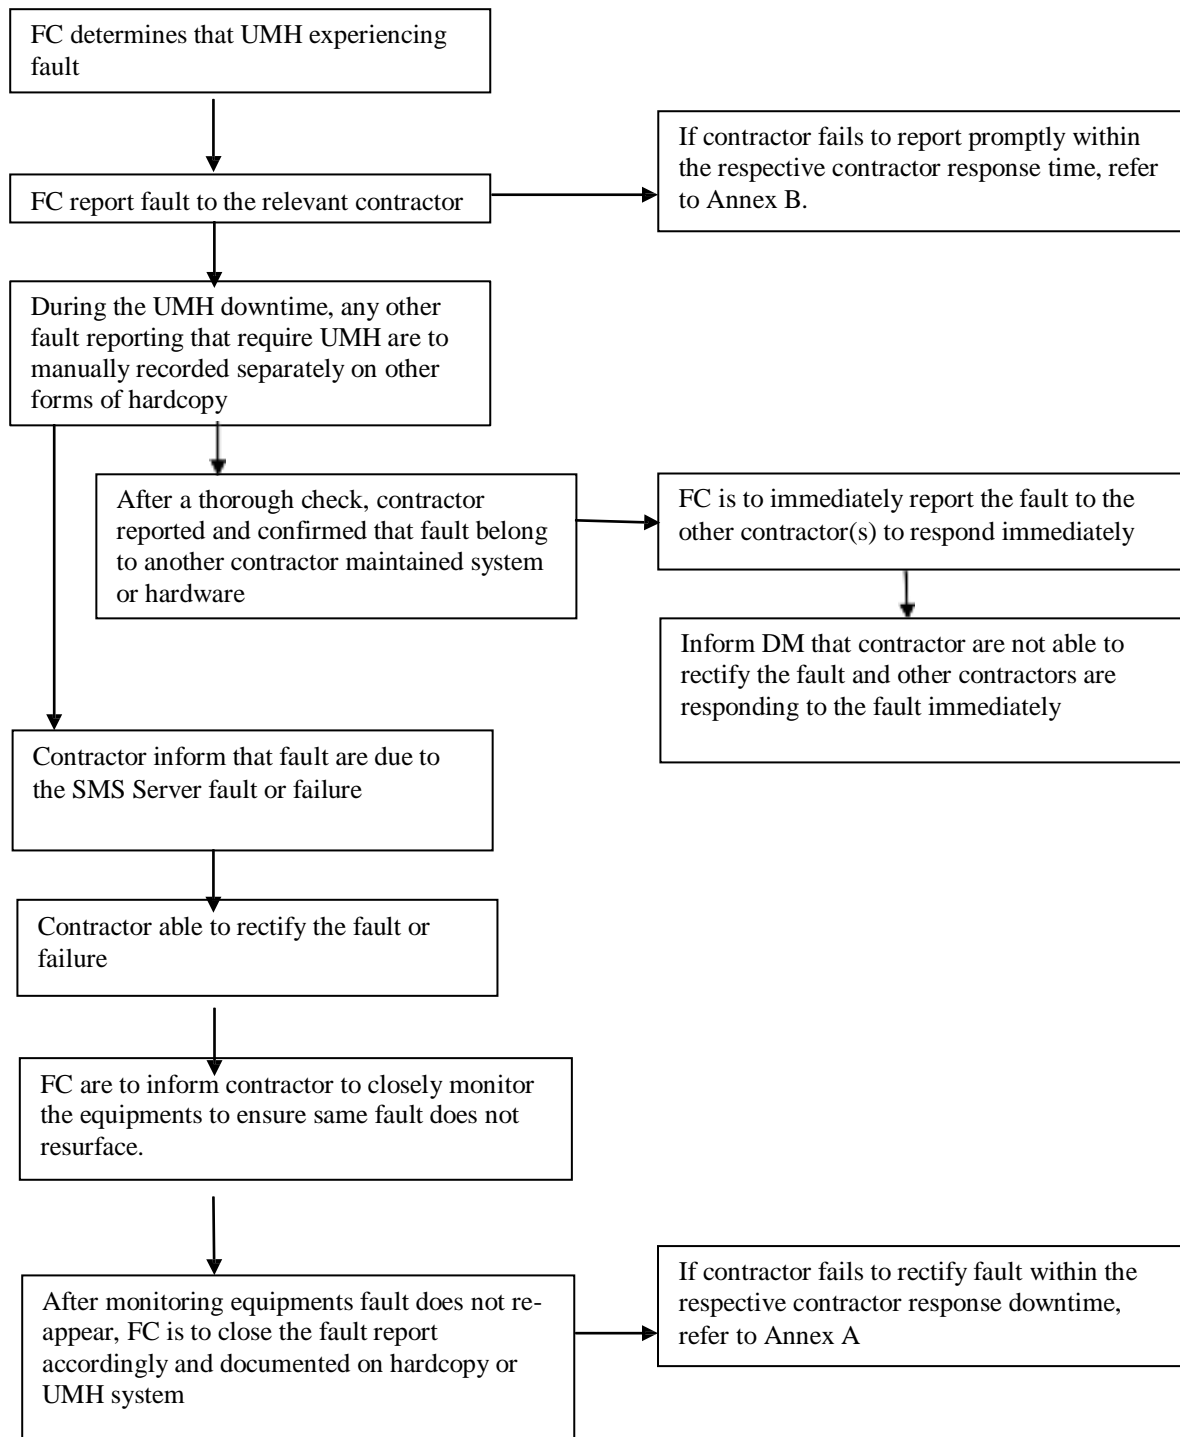 FC determines that UMH experiencing
fault
If contractor fails to report promptly within
the respective contractor response time, refer
to Annex B.
FC report fault to the relevant contractor
During the UMH downtime, any other
fault reporting that require UMH are to
manually recorded separately on other
forms of hardcopy
After a thorough check, contractor
reported and confirmed that fault belong
to another contractor maintained system
or hardware
FC is to immediately report the fault to the
other contractor(s) to respond immediately
Inform DM that contractor are not able to
rectify the fault and other contractors are
responding to the fault immediately
Contractor inform that fault are due to
the SMS Server fault or failure
Contractor able to rectify the fault or
failure
FC are to inform contractor to closely monitor
the equipments to ensure same fault does not
resurface.
After monitoring equipments fault does not re-
appear, FC is to close the fault report
accordingly and documented on hardcopy or
UMH system
If contractor fails to rectify fault within the
respective contractor response downtime,
refer to Annex A